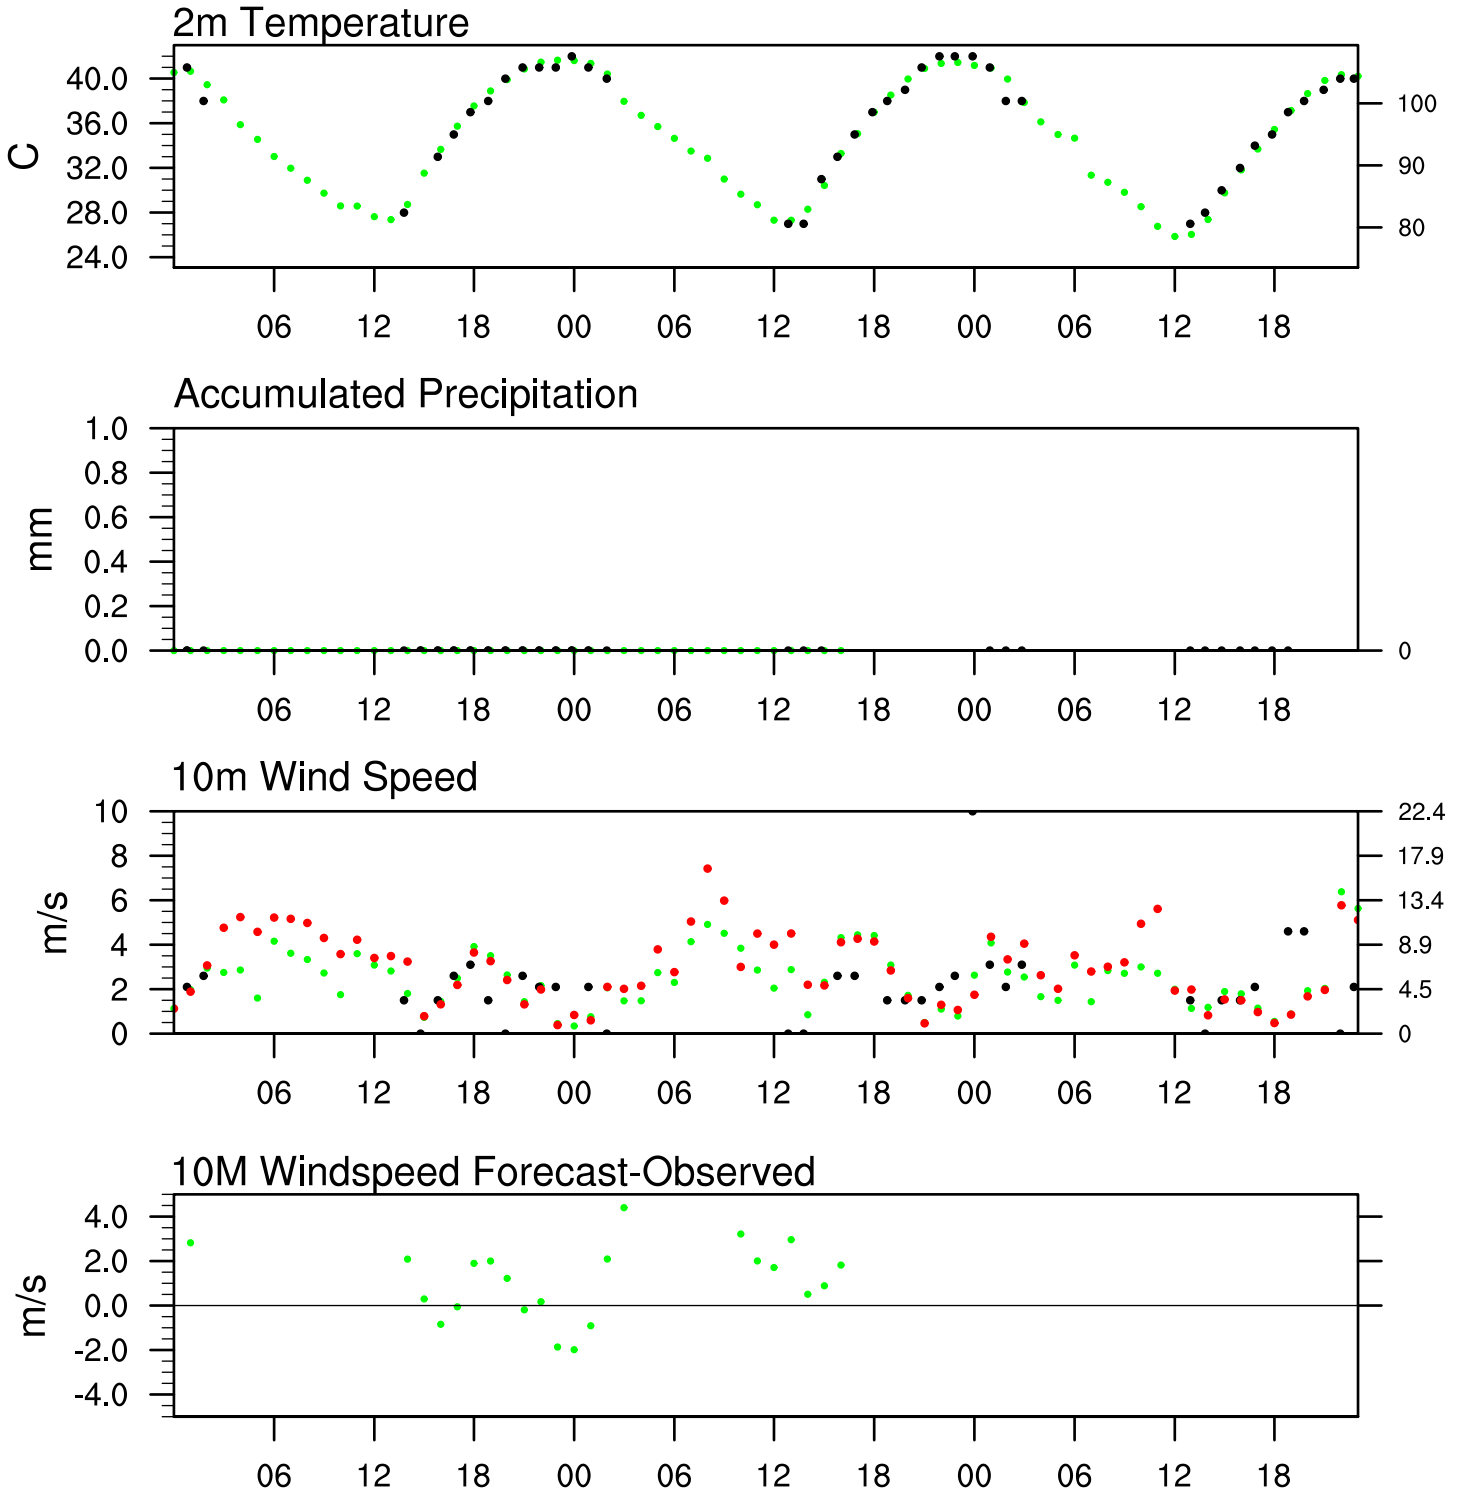 2m Temperature
40.0
36.0
32.0
28.0
24.0
C
100
90
80
06 12 18 00 06 12 18 00 06 12 18
Accumulated Precipitation
1.0
0.8
0.6
0.4
0.2
0.0
mm
0
06 12 18 00 06 12 18 00 06 12 18
10m Wind Speed
10
8
6
4
2
0
m/s
22.4
17.9
13.4
8.9
4.5
0
06 12 18 00 06 12 18 00 06 12 18
10M Windspeed Forecast-Observed
4.0
2.0
0.0
-2.0
-4.0
m/s
06 12 18 00 06 12 18 00 06 12 18